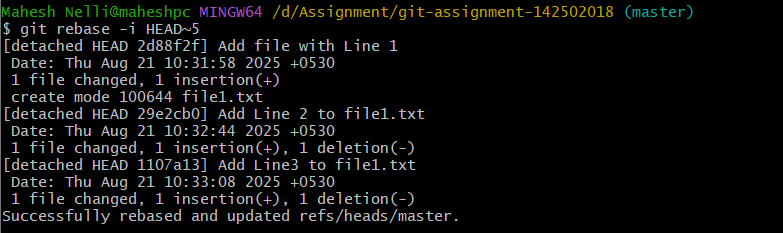 Mahesh Nelli@maheshpc MINGW64 /d/Assignment/git-assignment-142502018 (master)
$ git rebase -i HEAD~5
[detached HEAD 2d88f2f] Add file with Line 1
 Date: Thu Aug 21 10:31:58 2025 +0530
 1 file changed, 1 insertion(+)
 create mode 100644 file1.txt
[detached HEAD 29e2cb0] Add Line 2 to file1.txt
 Date: Thu Aug 21 10:32:44 2025 +0530
 1 file changed, 1 insertion(+), 1 deletion(-)
[detached HEAD 1107a13] Add Line3 to file1.txt
 Date: Thu Aug 21 10:33:08 2025 +0530
 1 file changed, 1 insertion(+), 1 deletion(-)
Successfully rebased and updated refs/heads/master.